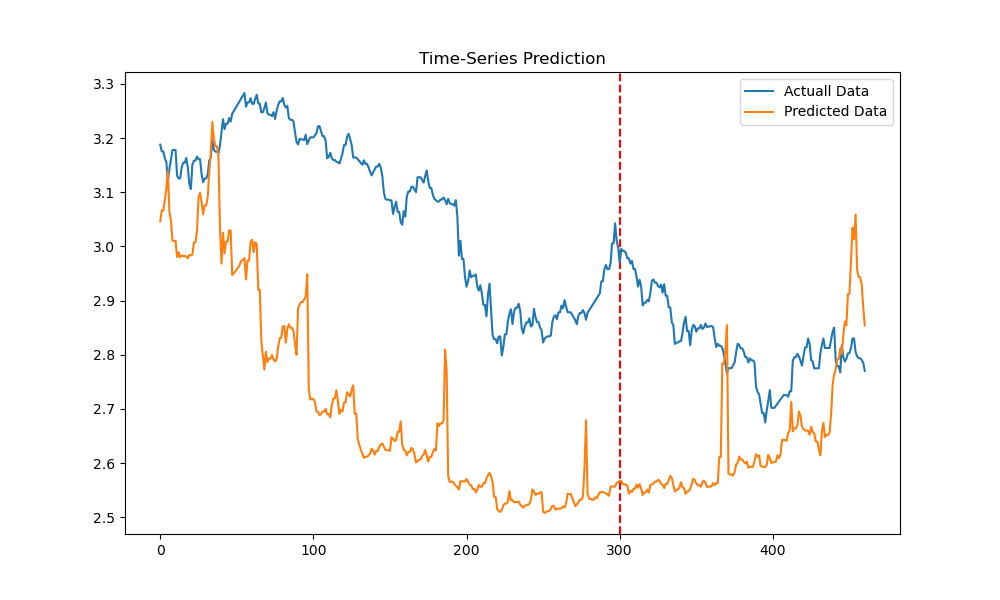 Time-Series Prediction
Actuall Data
Predicted Data
3.3
3.2
3.1
3.0
2.9
2.8
2.7
2.6
2.5
0 100 200 300 400